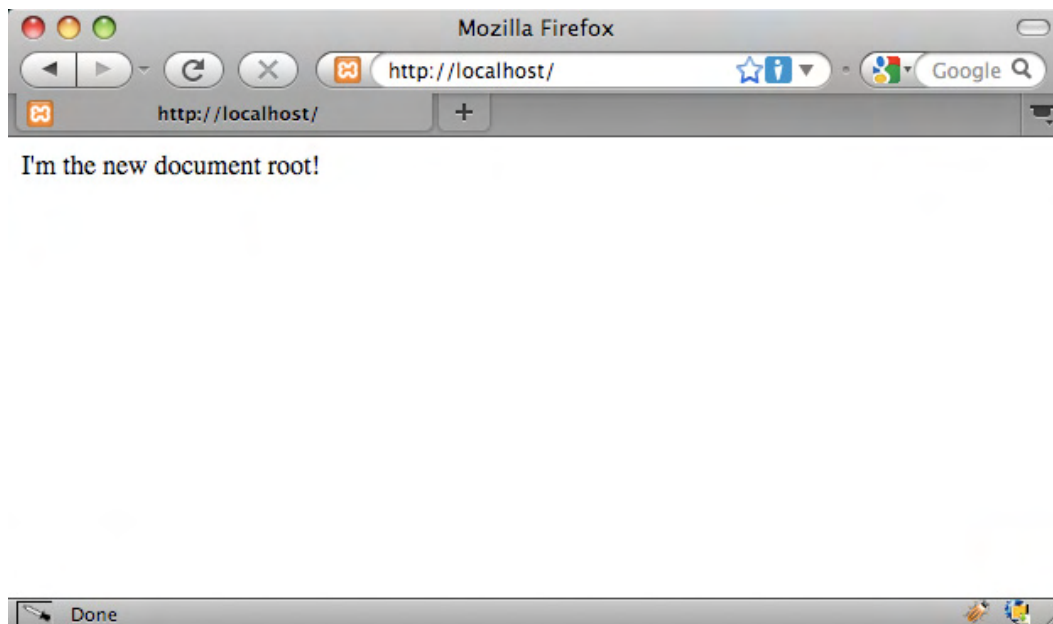 Mozilla Firefox
http://localhost/
Google
http://localhost/
I'm the new document root!
Done